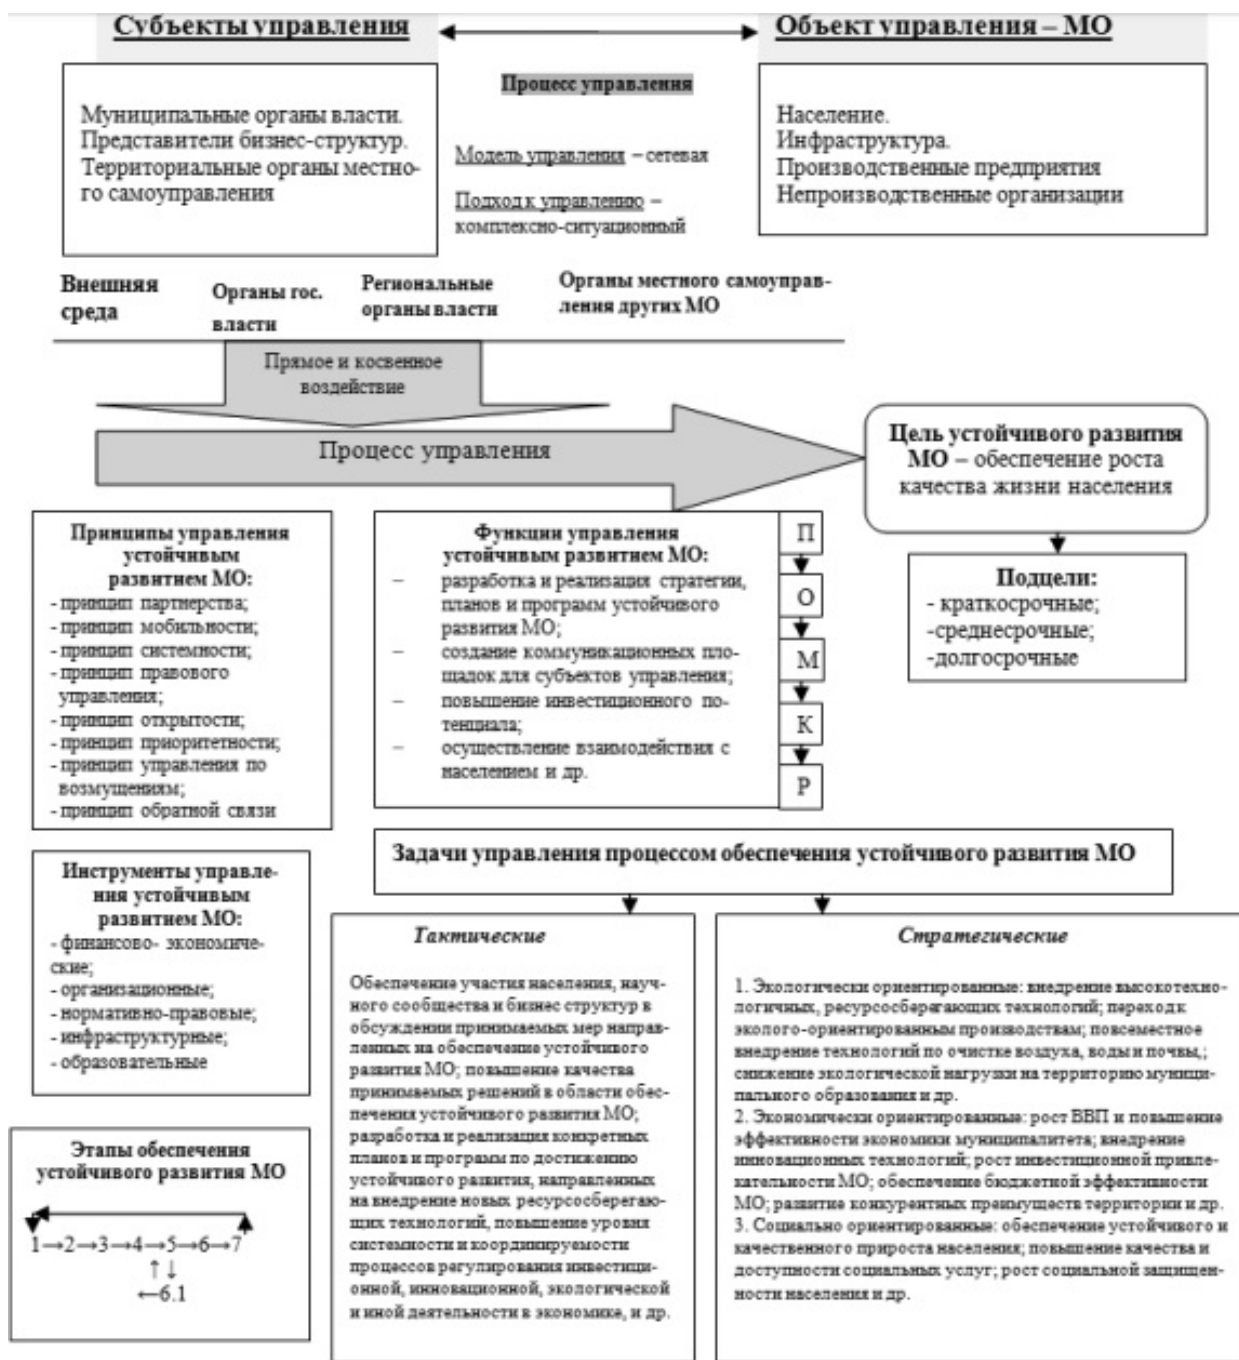 Субъекты управления
Объект управления – МО
Муниципальные органы власти.
Представители бизнес-структур.
Территориальные органы местно-
го самоуправления
Процесс управления
Модель управления – сетевая
Подход к управлению –
комплексно-ситуационный
Население.
Инфраструктура.
Производственные предприятия
Непроизводственные организации
Внешняя
среда
Органы гос.
власти
Региональные
органы власти
Органы местного самоуправ-
ления других МО
Прямое и косвенное
воздействие
Процесс управления
Цель устойчивого развития
МО – обеспечение роста
качества жизни населения
Подцели:
- краткосрочные;
-среднесрочные;
-долгосрочные
Принципы управления
устойчивым
развитием МО:
- принцип партнерства;
- принцип мобильности;
- принцип системности;
- принцип правового
управления;
- принцип открытости;
- принцип приоритетности;
- принцип управления по
возмущениям;
- принцип обратной связи
Функции управления
устойчивым развитием МО:
– разработка и реализация стратегии,
планов и программ устойчивого
развития МО;
– создание коммуникационных пло-
щадок для субъектов управления;
– повышение инвестиционного по-
тенциала;
– осуществление взаимодействия с
населением и др.
П
О
М
К
Р
Инструменты управле-
ния устойчивым
развитием МО:
- финансово- экономиче-
ские;
- организационные;
- нормативно-правовые;
- инфраструктурные;
- образовательные
Задачи управления процессом обеспечения устойчивого развития МО
Тактические
Обеспечение участия населения, науч-
ного сообщества и бизнес структур в
обсуждении принимаемых мер направ-
ленных на обеспечение устойчивого
развития МО; повышение качества
принимаемых решений в области обес-
печения устойчивого развития МО;
разработка и реализация конкретных
планов и программ по достижению
устойчивого развития, направленных
на внедрение новых ресурсосберегаю-
щих технологий, повышение уровня
системности и координируемости
процессов регулирования инвестици-
онной, инновационной, экологической
и иной деятельности в экономике, и др.
Стратегические
1. Экологически ориентированные: внедрение высокотехно-
логичных, ресурсосберегающих технологий; переход к
эколого-ориентированным производствам; повсеместное
внедрение технологий по очистке воздуха, воды и почвы,;
снижение экологической нагрузки на территорию муници-
пального образования и др.
2. Экономически ориентированные: рост ВВП и повышение
эффективности экономики муниципалитета; внедрение
инновационных технологий; рост инвестиционной привле-
кательности МО; обеспечение бюджетной эффективности
МО; развитие конкурентных преимуществ территории и др.
3. Социально ориентированные: обеспечение устойчивого и
качественного прироста населения; повышение качества и
доступности социальных услуг; рост социальной защищен-
ности населения и др.
Этапы обеспечения
устойчивого развития МО
1→2→3→4→5→6→7
↑↓
←6.1